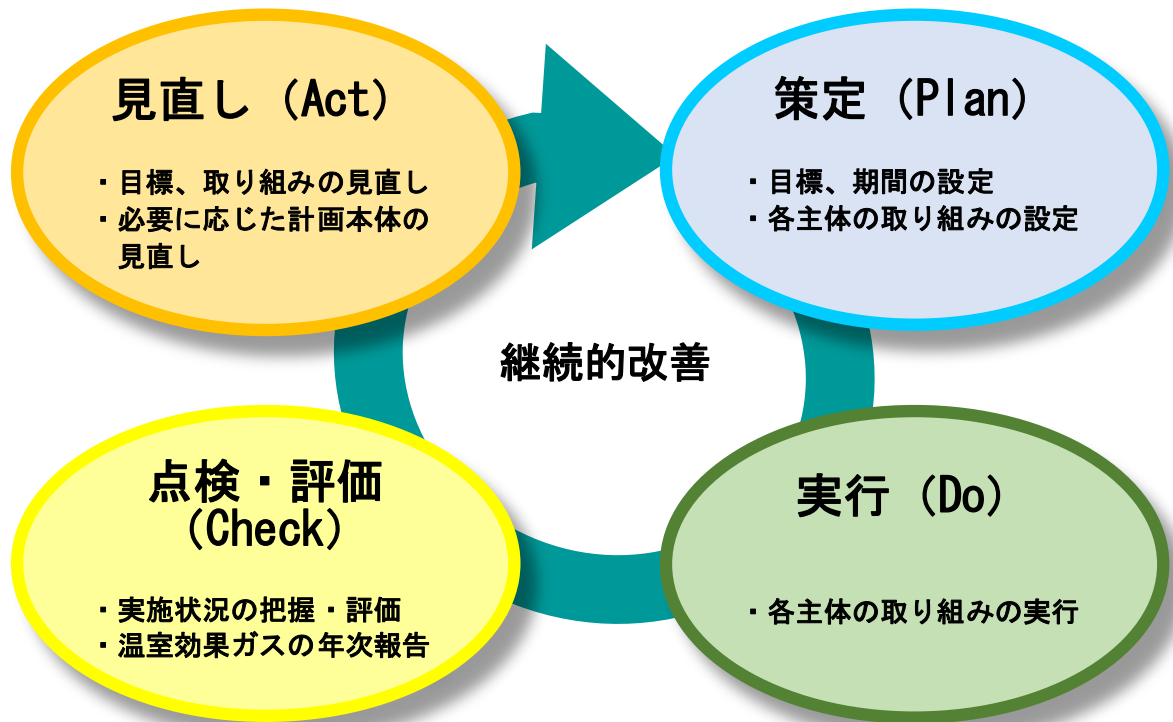 見直し（Act）
・目標、取り組みの見直し
・必要に応じた計画本体の
見直し
策定（Plan）
・目標、期間の設定
・各主体の取り組みの設定
継続的改善
点検・評価
（Check）
・実施状況の把握・評価
・温室効果ガスの年次報告
実行（Do）
・各主体の取り組みの実行